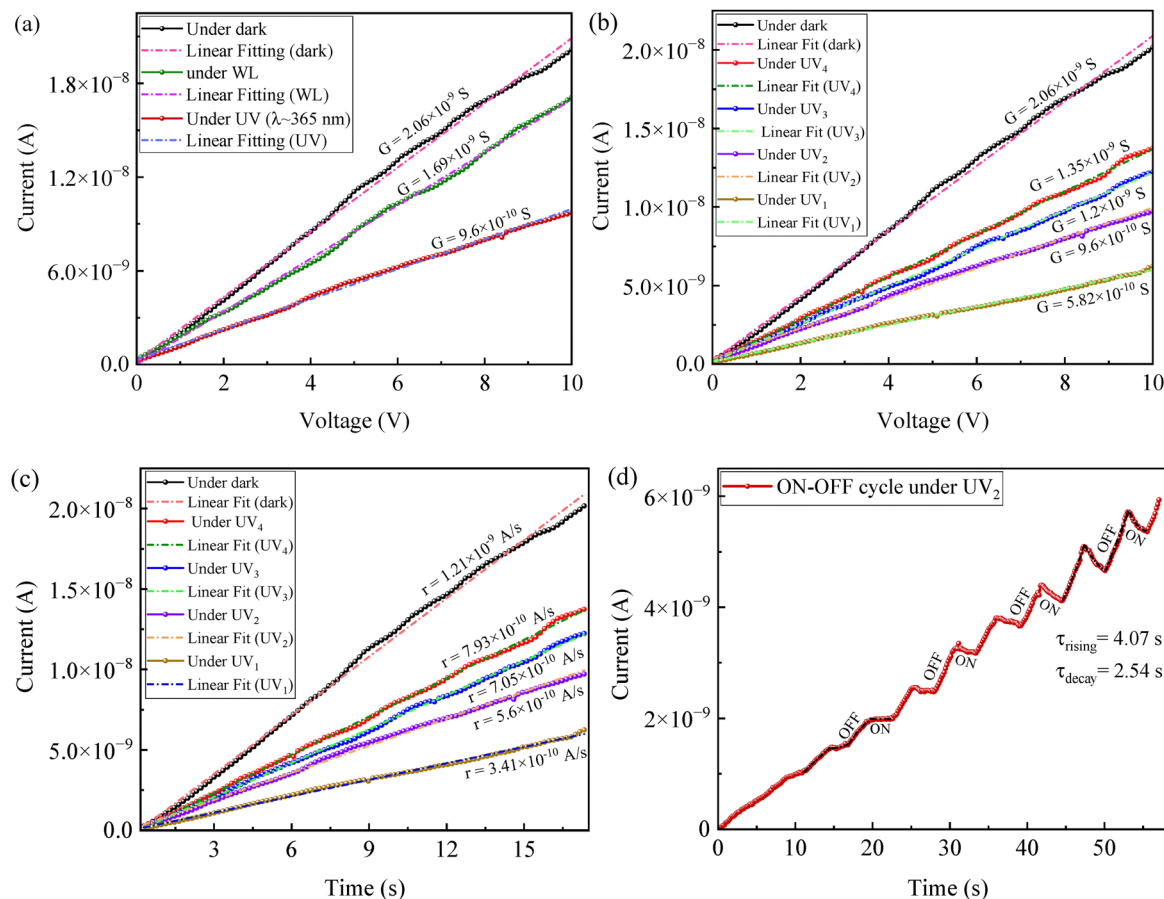 (a)
Under dark
Linear Fitting (dark)
under WL
Linear Fitting (WL)
Under UV (λ~365 nm)
Linear Fitting (UV)
G = 2.06×10⁻⁹ S
G = 1.69×10⁻⁹ S
G = 9.6×10⁻¹⁰ S
1.8×10⁻⁸
1.2×10⁻⁸
6.0×10⁻⁹
0.0
0 2 4 6 8 10
Current (A)
Voltage (V)
(b)
Under dark
Linear Fit (dark)
Under UV₄
Linear Fit (UV₄)
Under UV₃
Linear Fit (UV₃)
Under UV₂
Linear Fit (UV₂)
Under UV₁
Linear Fit (UV₁)
G = 2.06×10⁻⁹ S
G = 1.35×10⁻⁹ S
G = 1.2×10⁻⁹ S
G = 9.6×10⁻¹⁰ S
G = 5.82×10⁻¹⁰ S
2.0×10⁻⁸
1.5×10⁻⁸
1.0×10⁻⁸
5.0×10⁻⁹
0.0
0 2 4 6 8 10
Current (A)
Voltage (V)
(c)
Under dark
Linear Fit (dark)
Under UV₄
Linear Fit (UV₄)
Under UV₃
Linear Fit (UV₃)
Under UV₂
Linear Fit (UV₂)
Under UV₁
Linear Fit (UV₁)
r = 1.21×10⁻⁹ A/s
r = 7.93×10⁻¹⁰ A/s
r = 7.05×10⁻¹⁰ A/s
r = 5.6×10⁻¹⁰ A/s
r = 3.41×10⁻¹⁰ A/s
2.0×10⁻⁸
1.5×10⁻⁸
1.0×10⁻⁸
5.0×10⁻⁹
0.0
3 6 9 12 15
Current (A)
Time (s)
(d)
ON-OFF cycle under UV₂
OFF
ON
OFF
ON
OFF
ON
OFF
ON
τrising= 4.07 s
τdecay= 2.54 s
6×10⁻⁹
4×10⁻⁹
2×10⁻⁹
0
0 10 20 30 40 50
Current (A)
Time (s)